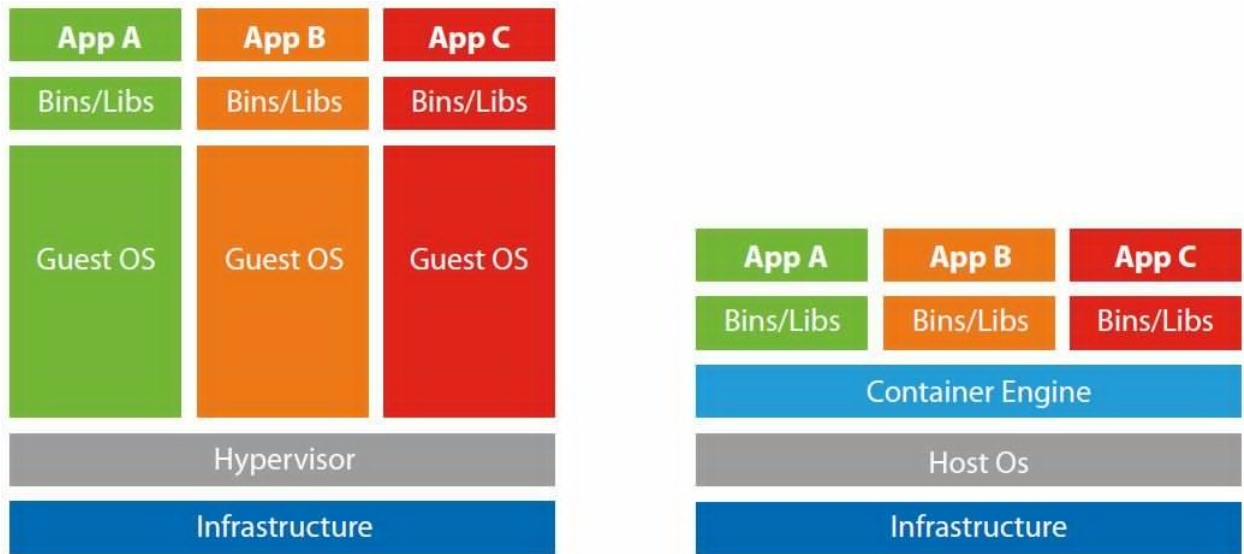 App A
App B
App C
Bins/Libs
Bins/Libs
Bins/Libs
Guest OS
Guest OS
Guest OS
Hypervisor
Infrastructure
App A
App B
App C
Bins/Libs
Bins/Libs
Bins/Libs
Container Engine
Host Os
Infrastructure